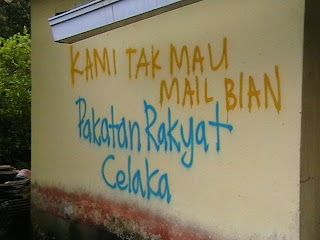 KAMI TAK MAU
MAIL BIAN
Pakatan Rakyat
Celaka